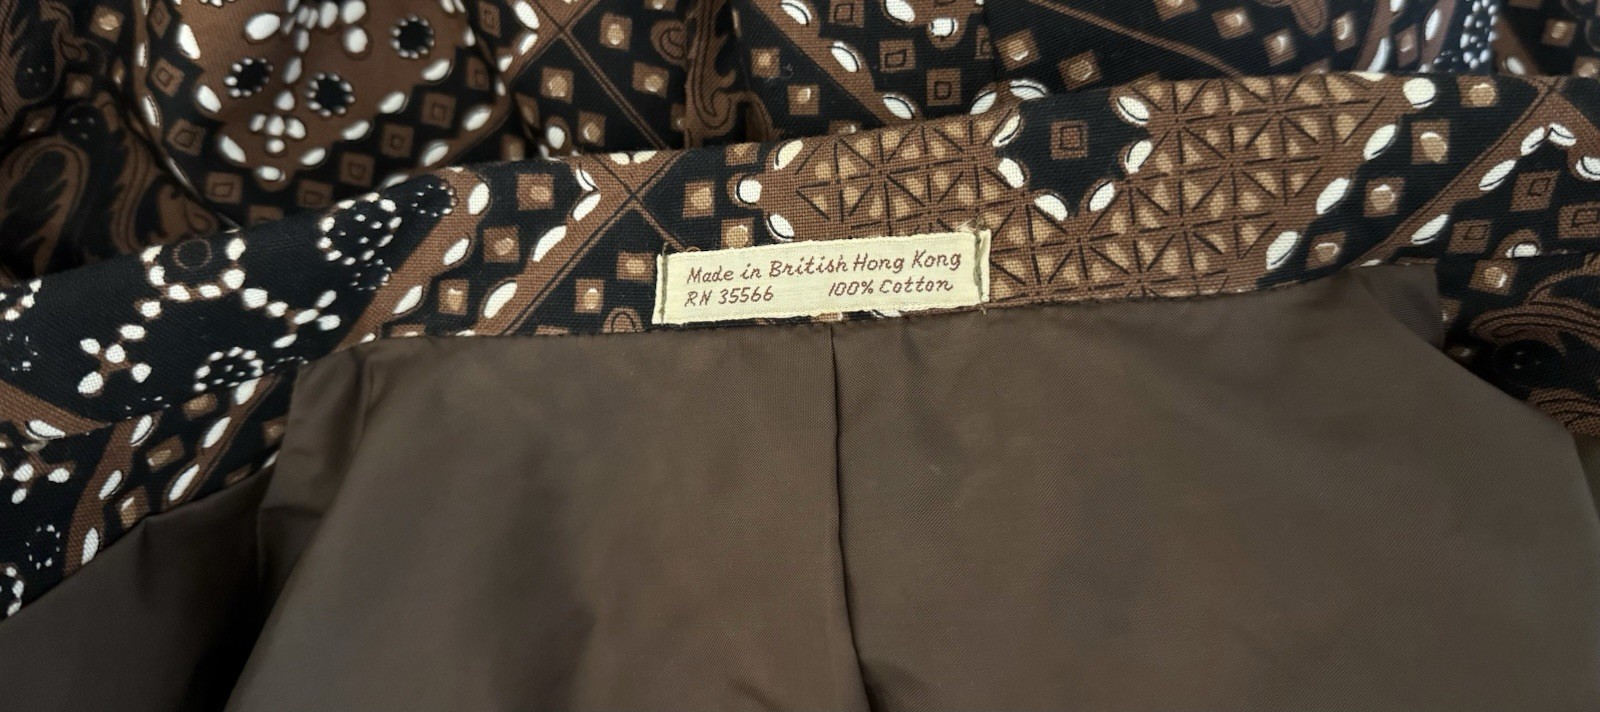 Made in British Hong Kong
RN 35566 100% Cotton